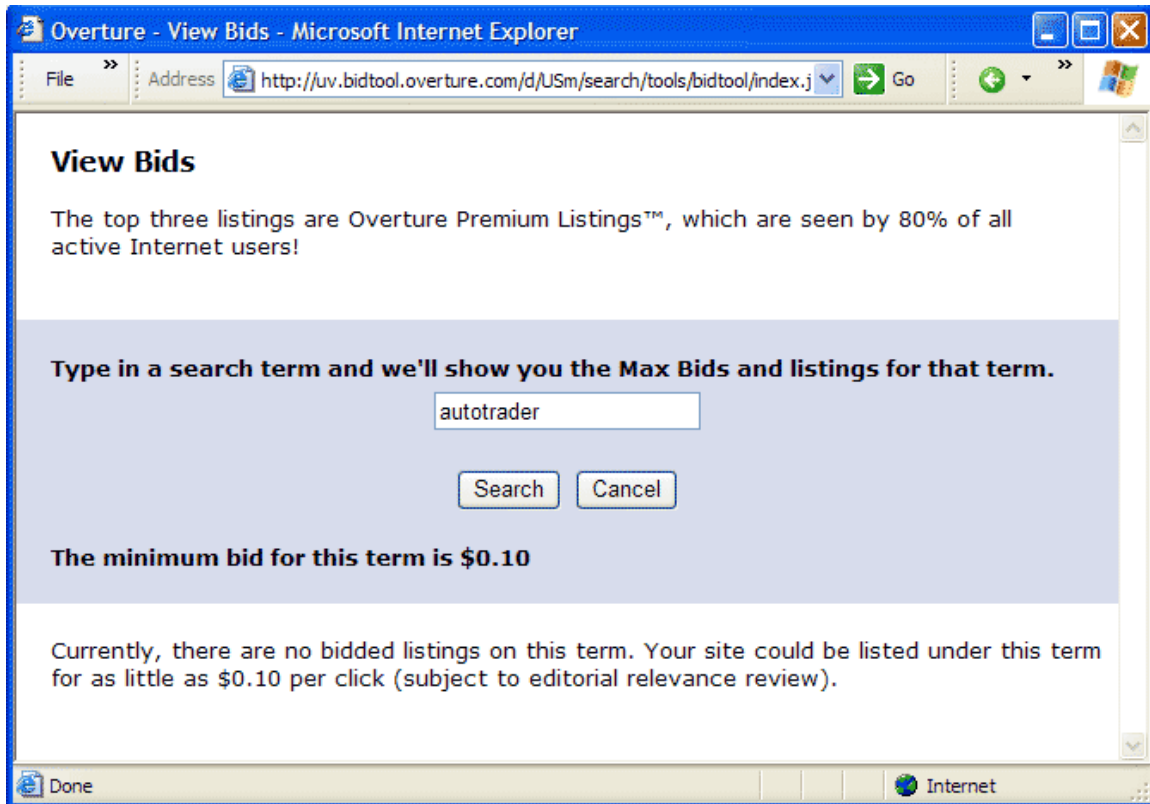 Overture - View Bids - Microsoft Internet Explorer
File » Address http://uv.bidtool.overture.com/d/USm/search/tools/bidtool/index.j Go »
View Bids
The top three listings are Overture Premium Listings™, which are seen by 80% of all
active Internet users!
Type in a search term and we'll show you the Max Bids and listings for that term.
autotrader
Search Cancel
The minimum bid for this term is $0.10
Currently, there are no bidded listings on this term. Your site could be listed under this term
for as little as $0.10 per click (subject to editorial relevance review).
Done Internet